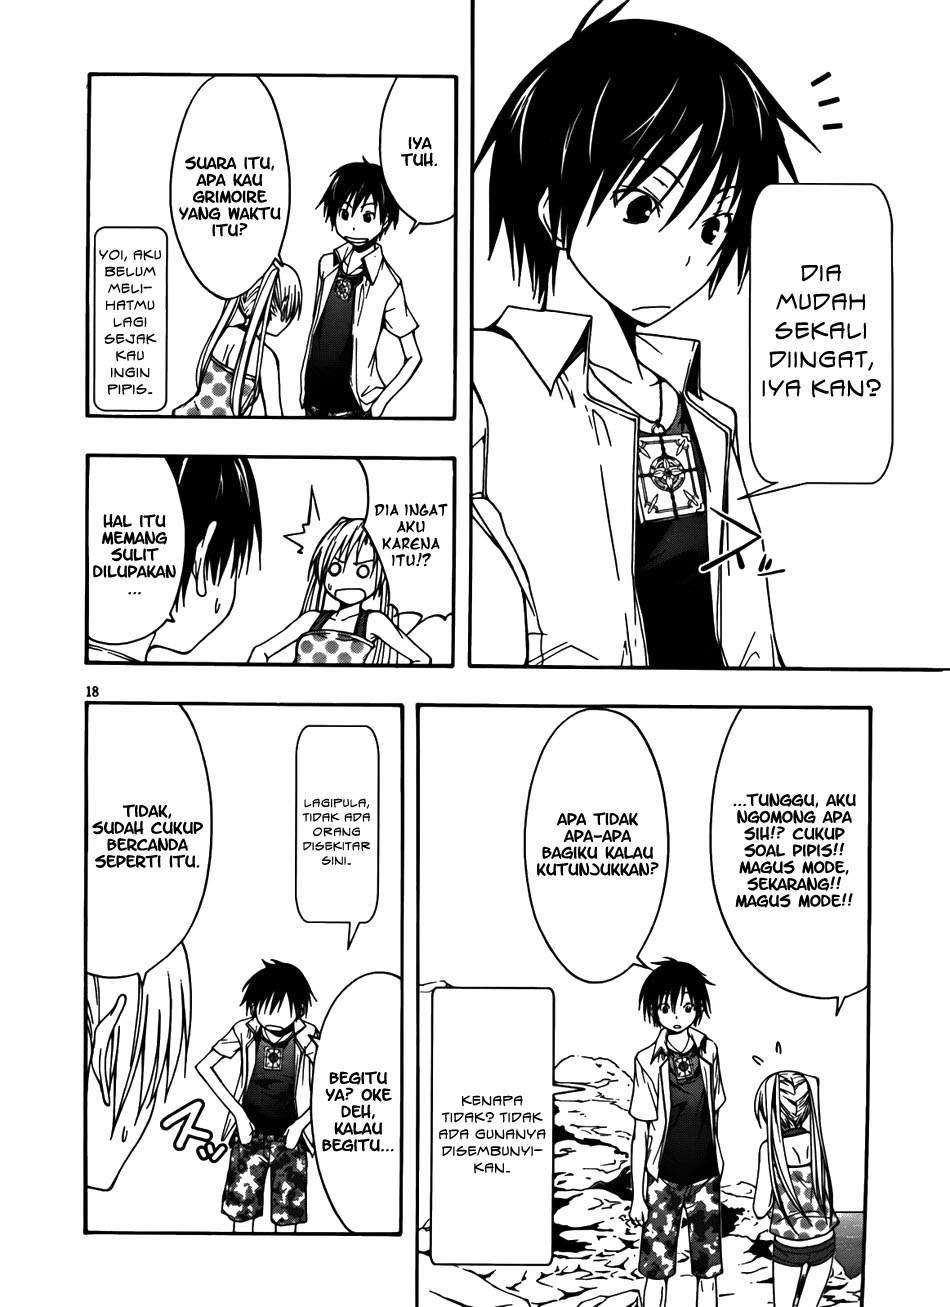 DIA
MUDAH
SEKALI
DIINGAT,
IYA KAN?
IYA
TUH.
SUARA ITU,
APA KAU
GRIMOIRE
YANG WAKTU
ITU?
YOI, AKU
BELUM
MELI-
HATMU
LAGI
SEJAK
KAU
INGIN
PIPIS..
DIA INGAT
AKU
KARENA
ITU!?
HAL ITU
MEMANG
SULIT
DILUPAKAN
...
18
...TUNGGU, AKU
NGOMONG APA
SIH!? CUKUP
SOAL PIPIS!!
MAGUS MODE,
SEKARANG!!
MAGUS MODE!!
APA TIDAK
APA-APA
BAGIKU KALAU
KUTUNJUKKAN?
KENAPA
TIDAK? TIDAK
ADA GUNANYA
DISEMBUNYI-
KAN..
LAGIPULA,
TIDAK ADA
ORANG
DISEKITAR
SINI..
BEGITU
YA? OKE
DEH,
KALAU
BEGITU...
TIDAK,
SUDAH CUKUP
BERCANDA
SEPERTI ITU.